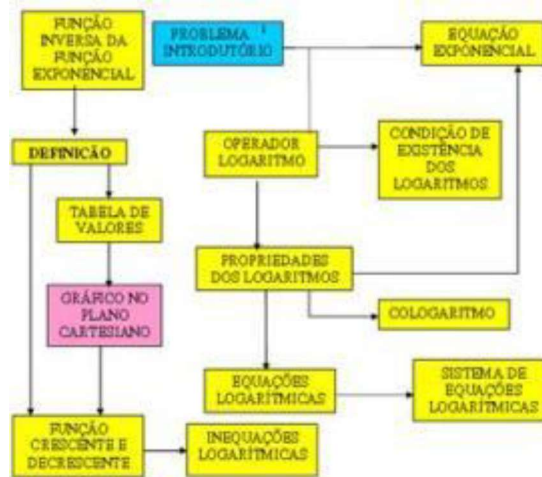 FUNÇÃO
INVERSA DA
FUNÇÃO
EXPONENCIAL
PROBLEMA 1
INTRODUTÓRIO
EQUAÇÃO
EXPONENCIAL
DEFINICÃO
OPERADOR
LOGARITMO
CONDIÇÃO DE
EXISTÊNCIA
DOS
LOGARITMOS
TABELA DE
VALORES
PROPRIEDADES
DOS LOGARITMOS
GRÁFICO NO
PLANO
CARTESIANO
COLOGARITMO
EQUAÇÕES
LOGARÍTMICAS
SISTEMA DE
EQUAÇÕES
LOGARÍTMICAS
FUNÇÃO
CRESCENTE E
DECRESCENTE
INEQUAÇÕES
LOGARÍTMICAS